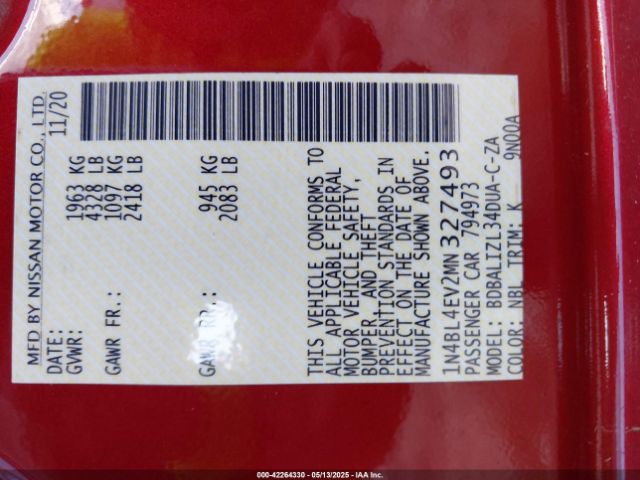 MFD BY NISSAN MOTOR CO., LTD.
DATE: 11/20
GVWR: 1963 KG
4328 LB
GAWR FR.: 1097 KG
2418 LB
GAWR RR.: 945 KG
2083 LB
THIS VEHICLE CONFORMS TO
ALL APPLICABLE FEDERAL
MOTOR VEHICLE SAFETY,
BUMPER, AND THEFT
PREVENTION STANDARDS IN
EFFECT ON THE DATE OF
MANUFACTURE SHOWN ABOVE.
1N4BL4EV2MN327493
PASSENGER CAR 794973
MODEL: BDBALIZL34DUA-C-ZA
COLOR: NBL TRIM: K 9N00A
000-42264330 - 05/13/2025 - IAA Inc.